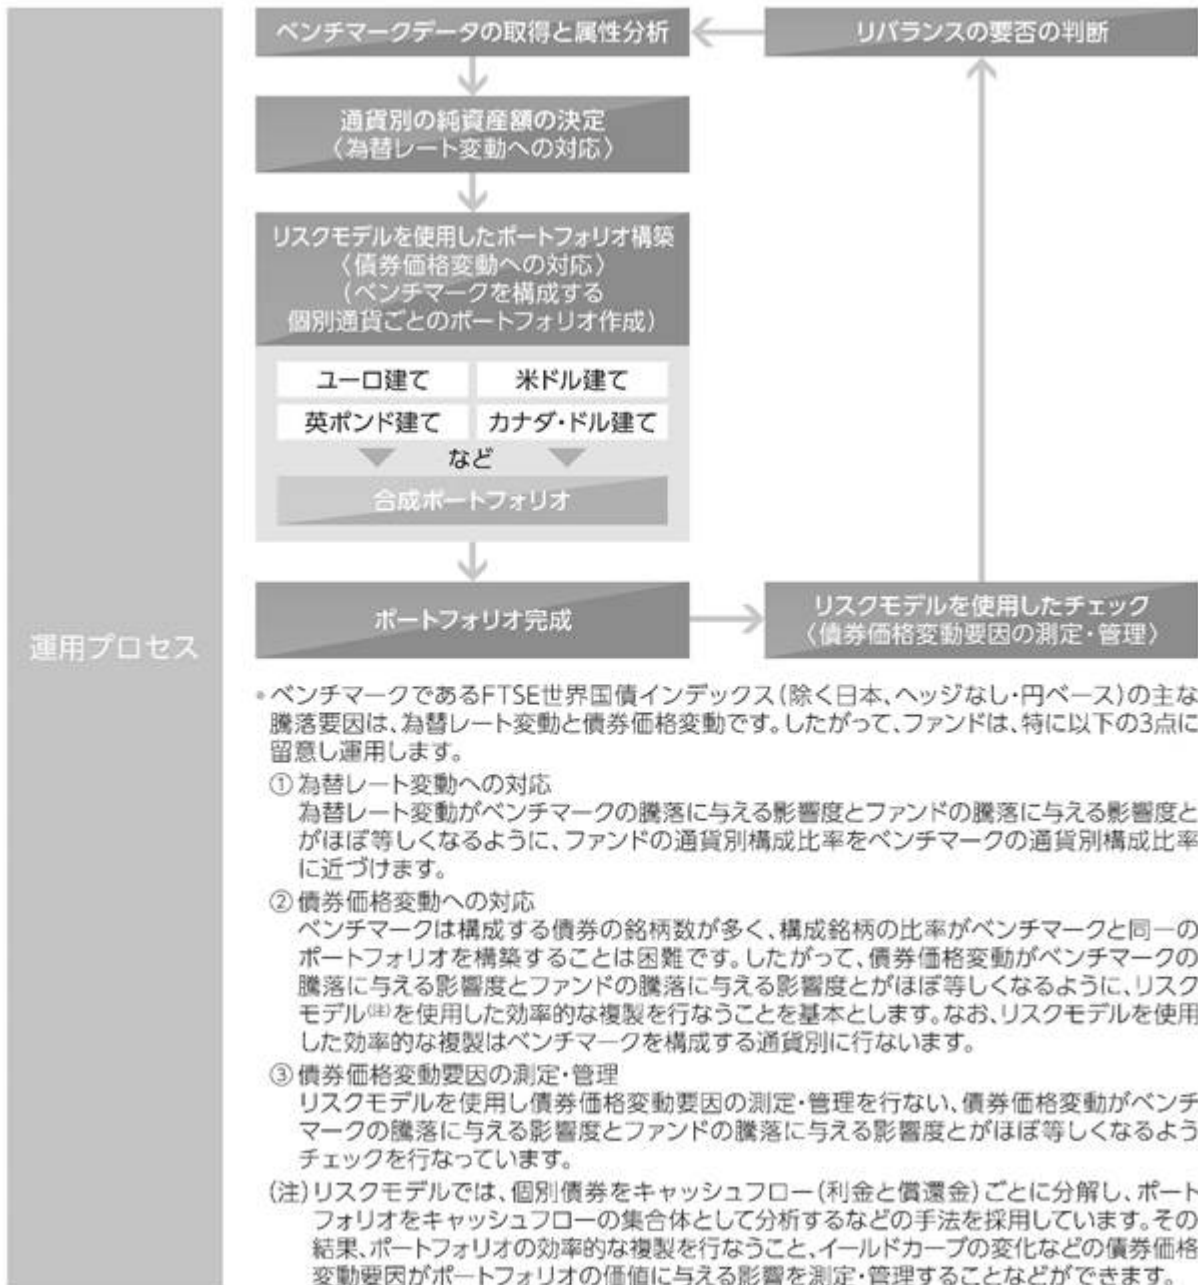 ベンチマークデータの取得と属性分析
リバランスの要否の判断
通貨別の純資産額の決定
〈為替レート変動への対応〉
リスクモデルを使用したポートフォリオ構築
〈債券価格変動への対応〉
(ベンチマークを構成する
個別通貨ごとのポートフォリオ作成)
ユーロ建て
米ドル建て
英ポンド建て
カナダ・ドル建て
など
合成ポートフォリオ
ポートフォリオ完成
リスクモデルを使用したチェック
〈債券価格変動要因の測定・管理〉
運用プロセス
* ベンチマークであるFTSE世界国債インデックス(除く日本、ヘッジなし・円ベース)の主な
騰落要因は、為替レート変動と債券価格変動です。したがって、ファンドは、特に以下の3点に
留意し運用します。
① 為替レート変動への対応
為替レート変動がベンチマークの騰落に与える影響度とファンドの騰落に与える影響度と
がほぼ等しくなるように、ファンドの通貨別構成比率をベンチマークの通貨別構成比率
に近づけます。
② 債券価格変動への対応
ベンチマークは構成する債券の銘柄数が多く、構成銘柄の比率がベンチマークと同一の
ポートフォリオを構築することは困難です。したがって、債券価格変動がベンチマークの
騰落に与える影響度とファンドの騰落に与える影響度とがほぼ等しくなるように、リスク
モデル(注)を使用した効率的な複製を行なうことを基本とします。なお、リスクモデルを使用
した効率的な複製はベンチマークを構成する通貨別に行ないます。
③ 債券価格変動要因の測定・管理
リスクモデルを使用し債券価格変動要因の測定・管理を行ない、債券価格変動がベンチ
マークの騰落に与える影響度とファンドの騰落に与える影響度とがほぼ等しくなるよう
チェックを行なっています。
(注)リスクモデルでは、個別債券をキャッシュフロー(利金と償還金)ごとに分解し、ポート
フォリオをキャッシュフローの集合体として分析するなどの手法を採用しています。その
結果、ポートフォリオの効率的な複製を行なうこと、イールドカーブの変化などの債券価格
変動要因がポートフォリオの価値に与える影響を測定・管理することなどができます。